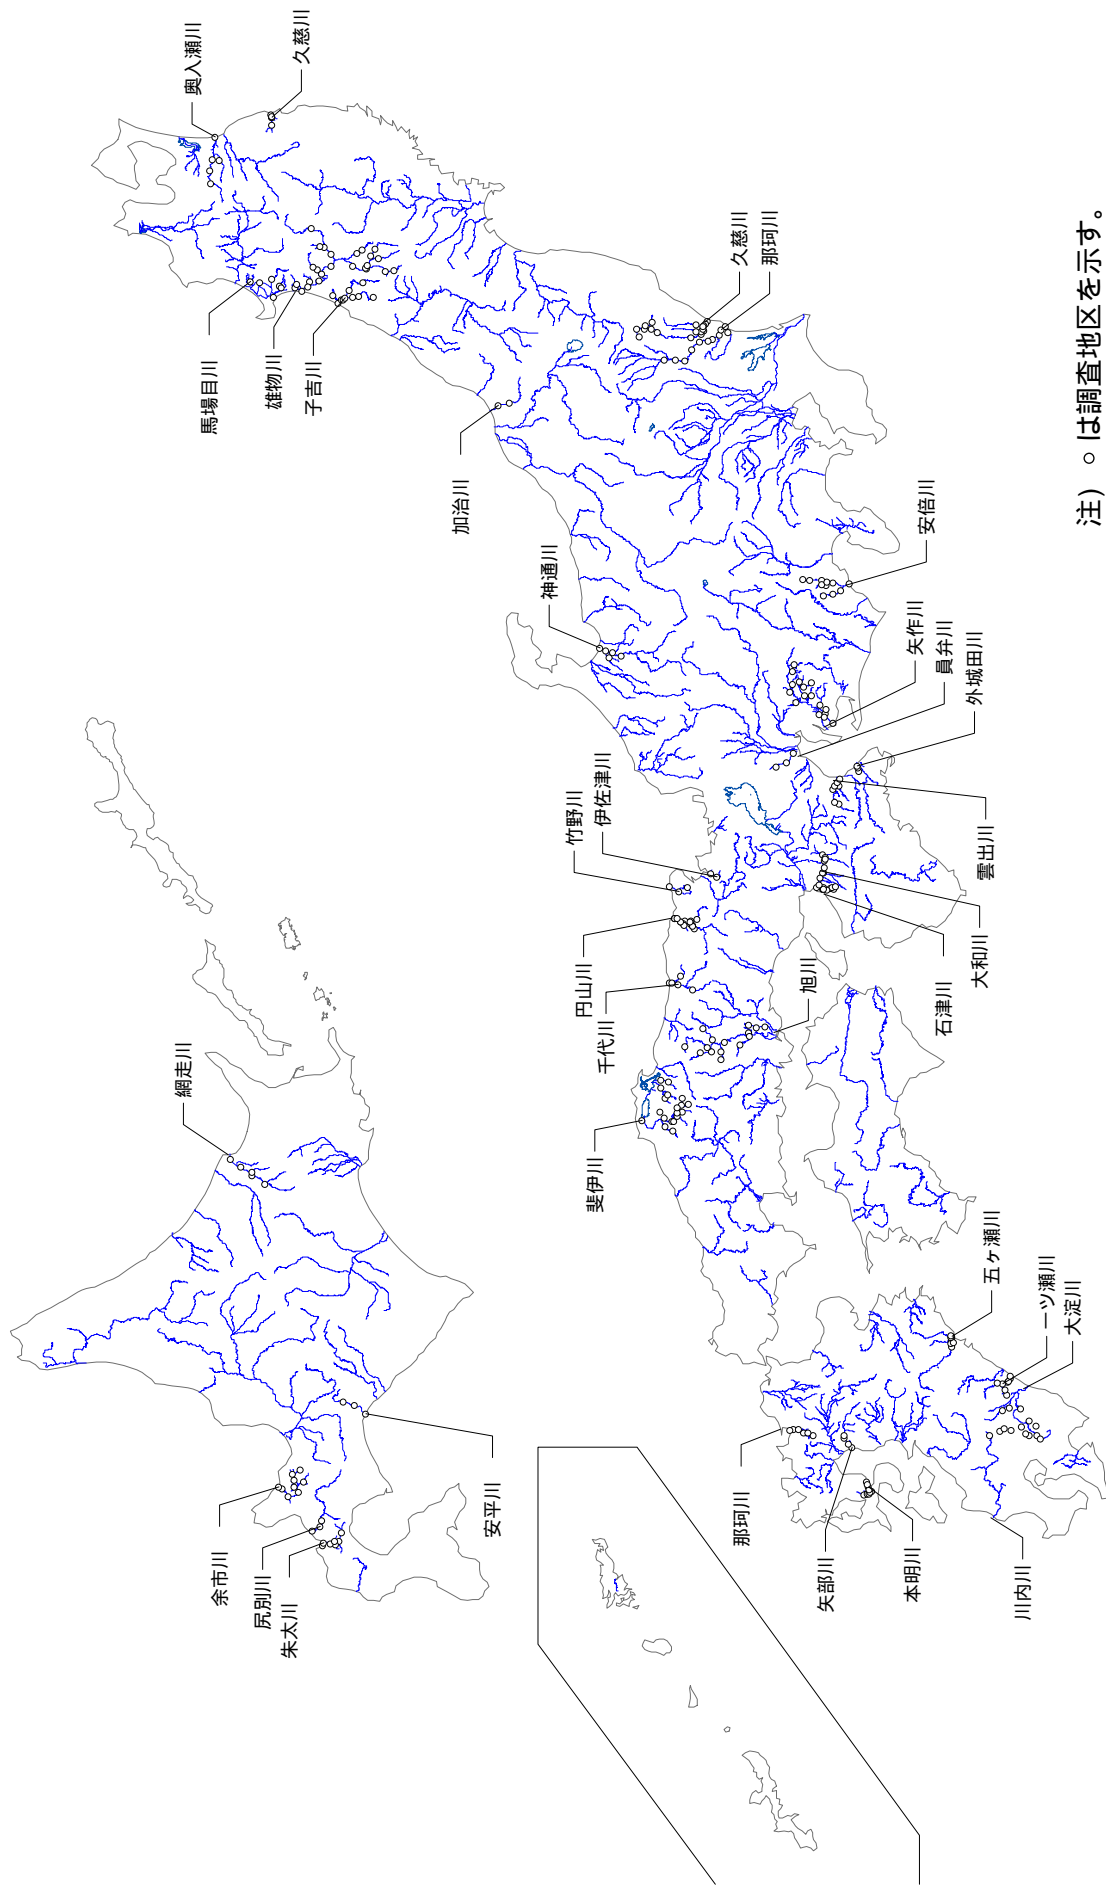 奥入瀬川
久慈川
馬場目川
雄物川
子吉川
久慈川
那珂川
加治川
神通川
安倍川
矢作川
員弁川
外城田川
竹野川
伊佐津川
雲出川
大和川
石津川
円山川
千代川
旭川
斐伊川
網走川
余市川
尻別川
朱太川
安平川
五ヶ瀬川
一ツ瀬川
大淀川
那珂川
矢部川
本明川
川内川
注) ○は調査地区を示す。